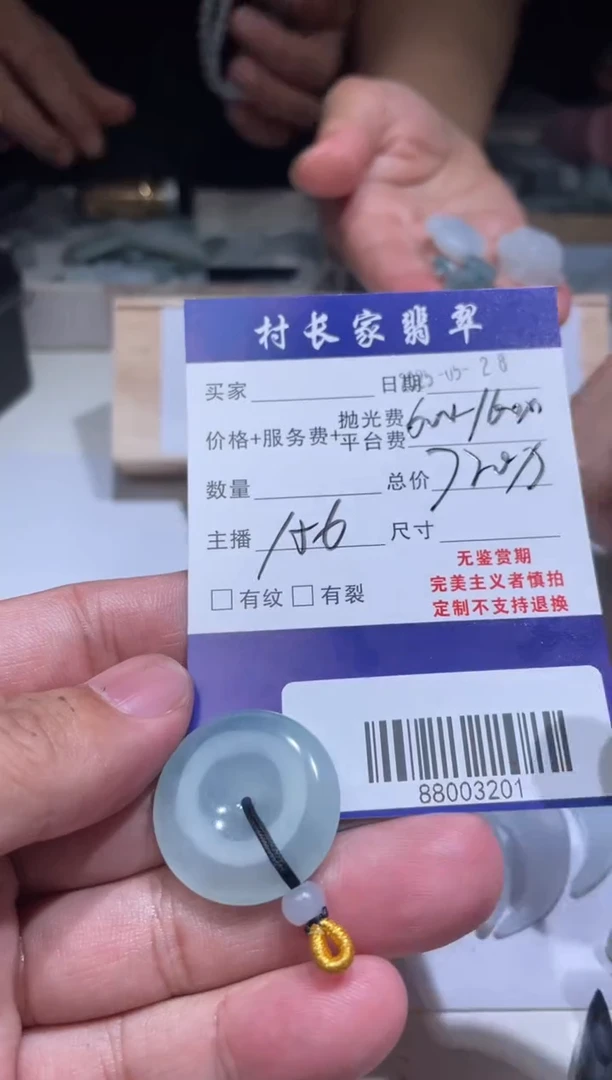 村长家翡翠
买家 日期 28
抛光费
价格+服务费+平台费
数量 总价
主播 尺寸
无鉴赏期
□有纹 □有裂 完美主义者慎拍
定制不支持退换
88003201